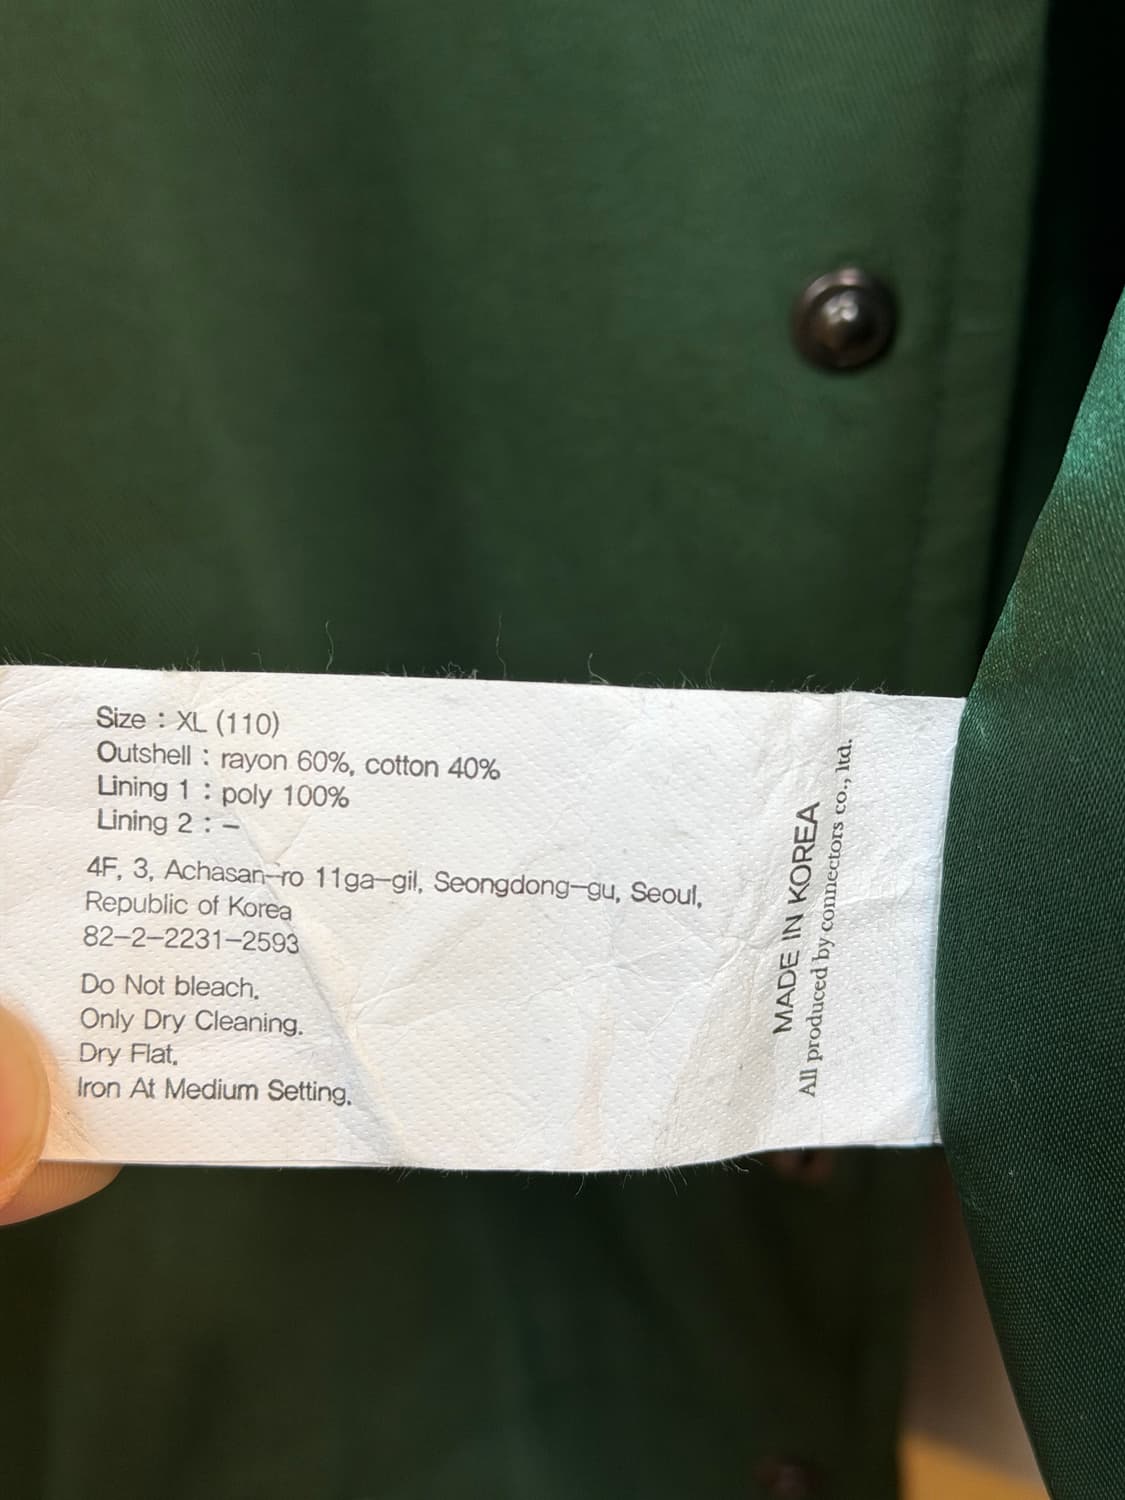 Size : XL (110)
Outshell : rayon 60%, cotton 40%
Lining 1 : poly 100%
Lining 2 : –
4F, 3, Achasan–ro 11ga–gil, Seongdong–gu, Seoul,
Republic of Korea
82–2–2231–2593
Do Not bleach.
Only Dry Cleaning.
Dry Flat.
Iron At Medium Setting.
MADE IN KOREA
All produced by connectors co., ltd.